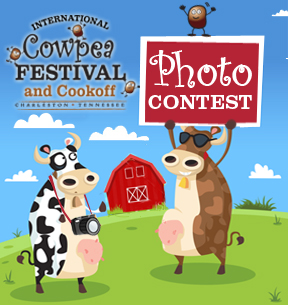 INTERNATIONAL
Cowpea
FESTIVAL
and Cookoff
CHARLESTON • TENNESSEE
Photo
CONTEST